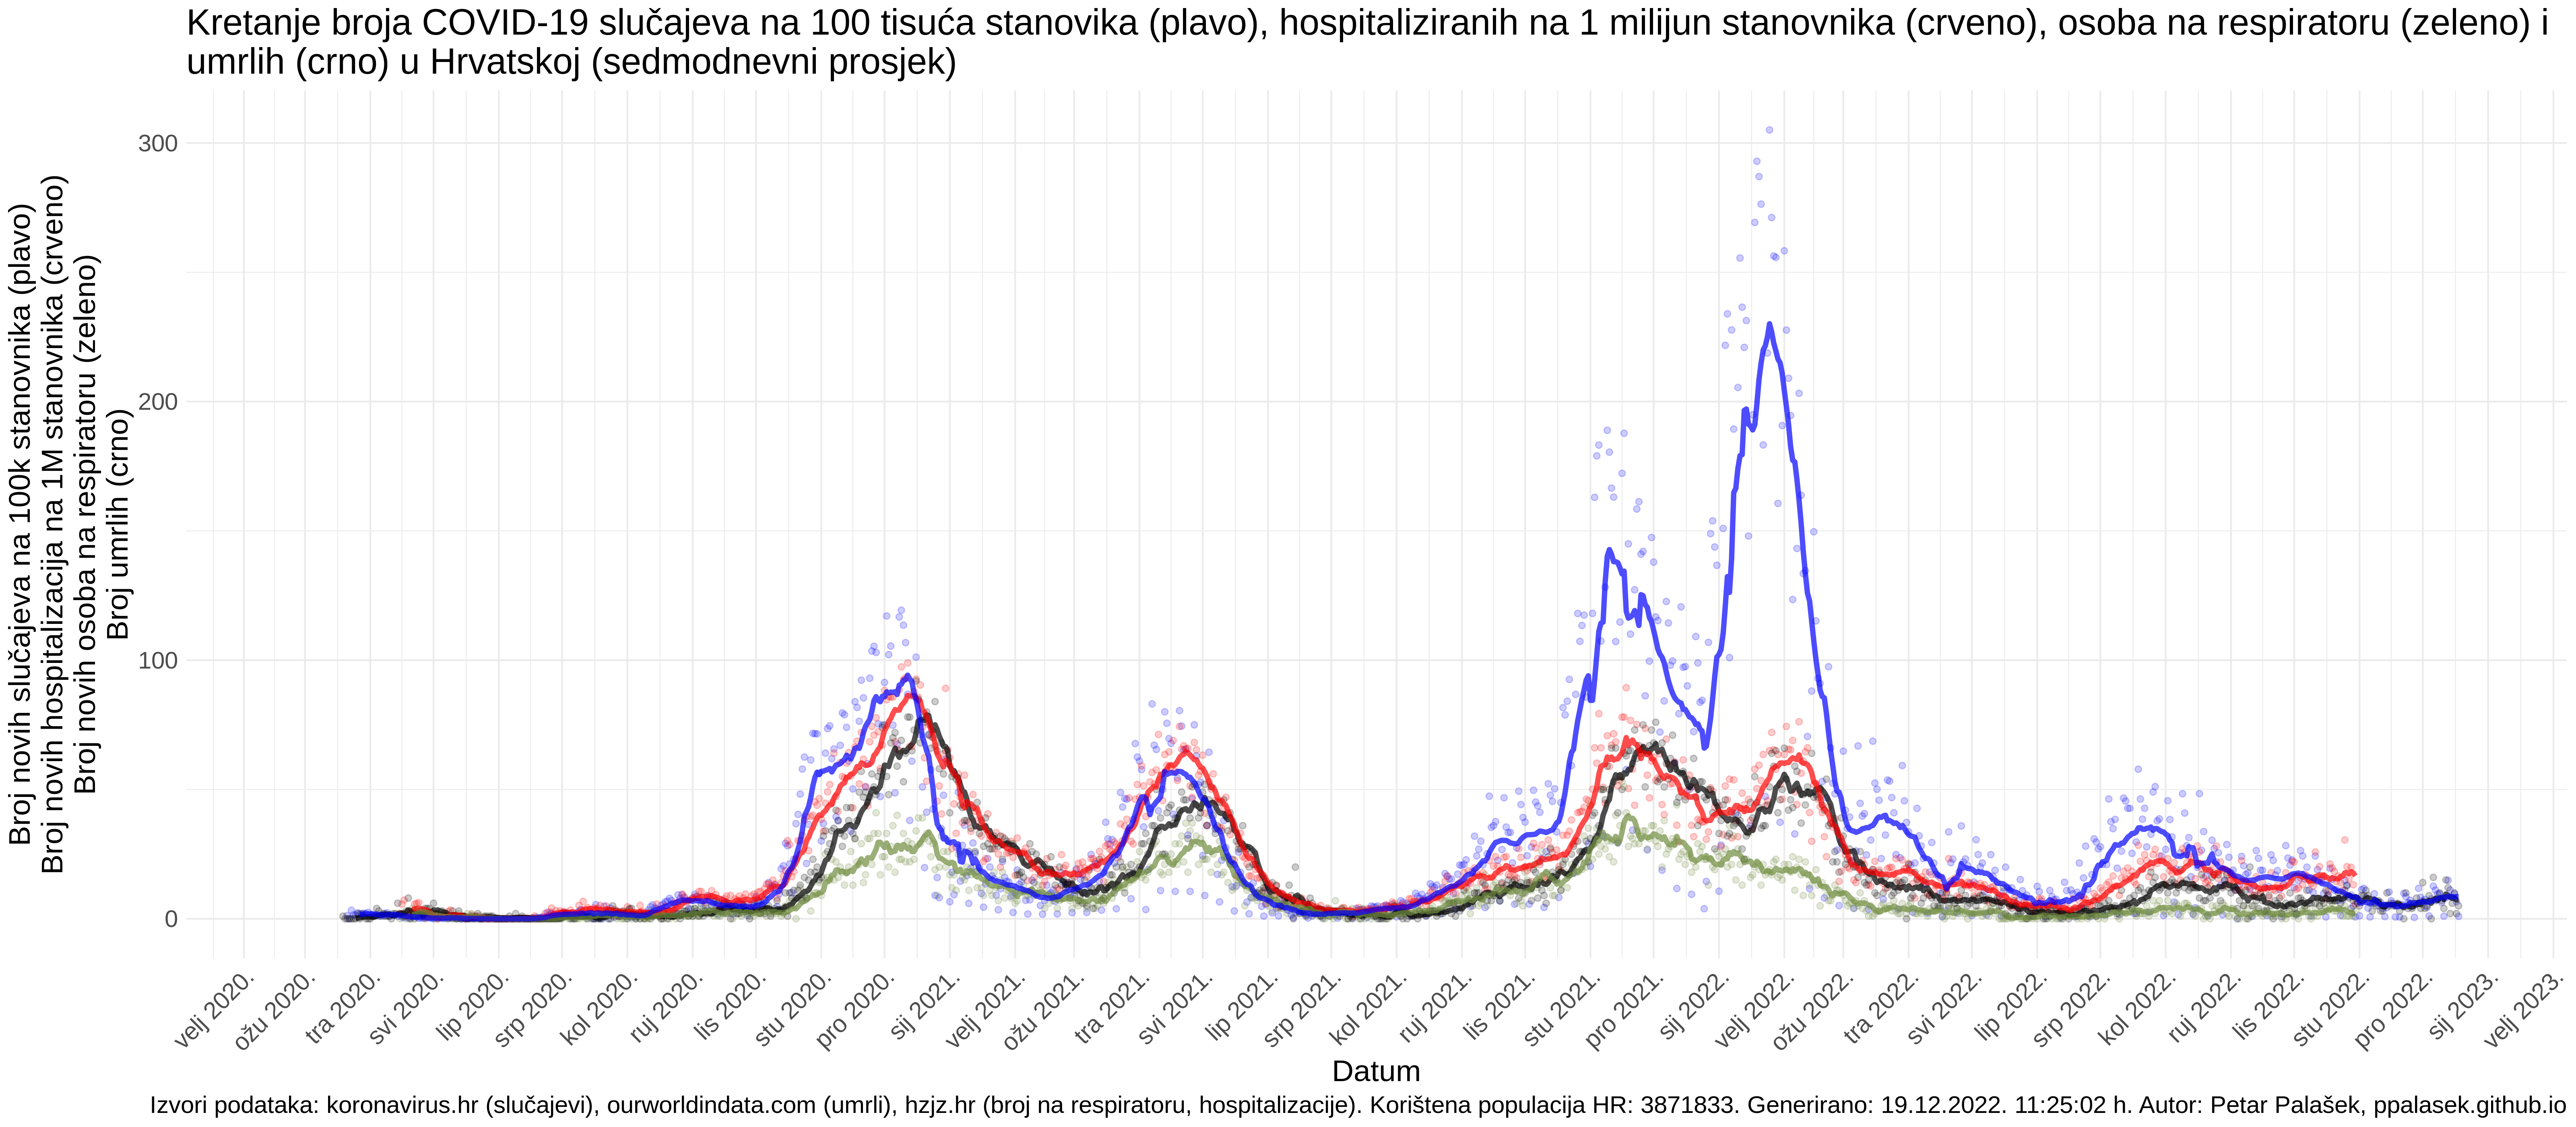 Kretanje broja COVID-19 slučajeva na 100 tisuća stanovika (plavo), hospitaliziranih na 1 milijun stanovnika (crveno), osoba na respiratoru (zeleno) i
umrlih (crno) u Hrvatskoj (sedmodnevni prosjek)
Broj novih slučajeva na 100k stanovnika (plavo)
Broj novih hospitalizacija na 1M stanovnika (crveno)
Broj novih osoba na respiratoru (zeleno)
Broj umrlih (crno)
300
200
100
0
velj 2020.
ožu 2020.
tra 2020.
svi 2020.
lip 2020.
srp 2020.
kol 2020.
ruj 2020.
lis 2020.
stu 2020.
pro 2020.
sij 2021.
velj 2021.
ožu 2021.
tra 2021.
svi 2021.
lip 2021.
srp 2021.
kol 2021.
ruj 2021.
lis 2021.
stu 2021.
pro 2021.
sij 2022.
velj 2022.
ožu 2022.
tra 2022.
svi 2022.
lip 2022.
srp 2022.
kol 2022.
ruj 2022.
lis 2022.
stu 2022.
pro 2022.
sij 2023.
velj 2023.
Datum
Izvori podataka: koronavirus.hr (slučajevi), ourworldindata.com (umrli), hzjz.hr (broj na respiratoru, hospitalizacije). Korištena populacija HR: 3871833. Generirano: 19.12.2022. 11:25:02 h. Autor: Petar Palašek, ppalasek.github.io